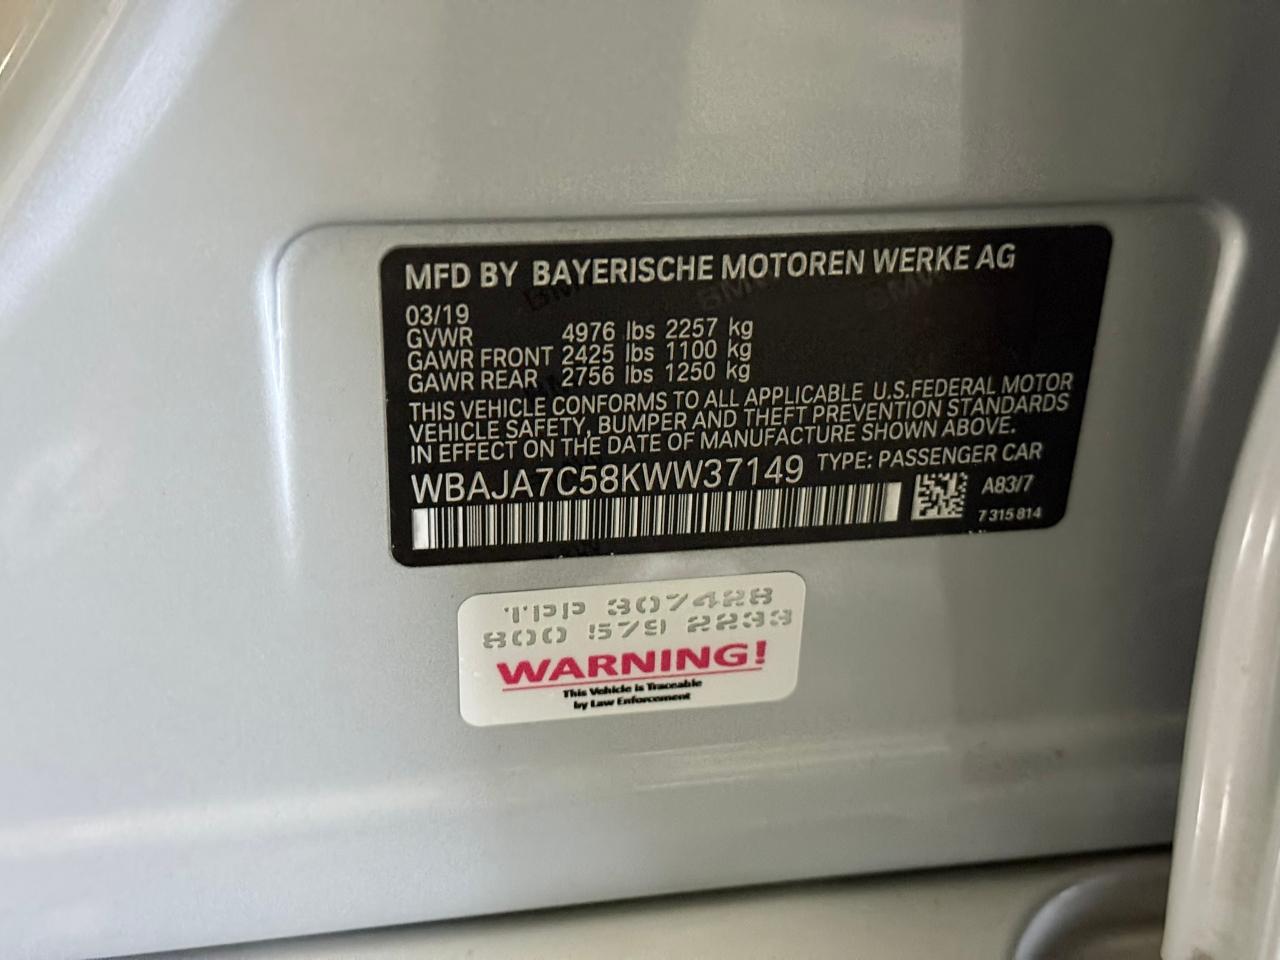 MFD BY BAYERISCHE MOTOREN WERKE AG
03/19
GVWR 4976 lbs 2257 kg
GAWR FRONT 2425 lbs 1100 kg
GAWR REAR 2756 lbs 1250 kg
THIS VEHICLE CONFORMS TO ALL APPLICABLE U.S.FEDERAL MOTOR
VEHICLE SAFETY, BUMPER AND THEFT PREVENTION STANDARDS
IN EFFECT ON THE DATE OF MANUFACTURE SHOWN ABOVE.
WBAJA7C58KWW37149 TYPE: PASSENGER CAR
A83/7
7 315 814
TPP 307428
800 579 2233
WARNING!
This Vehicle is Traceable
by Law Enforcement